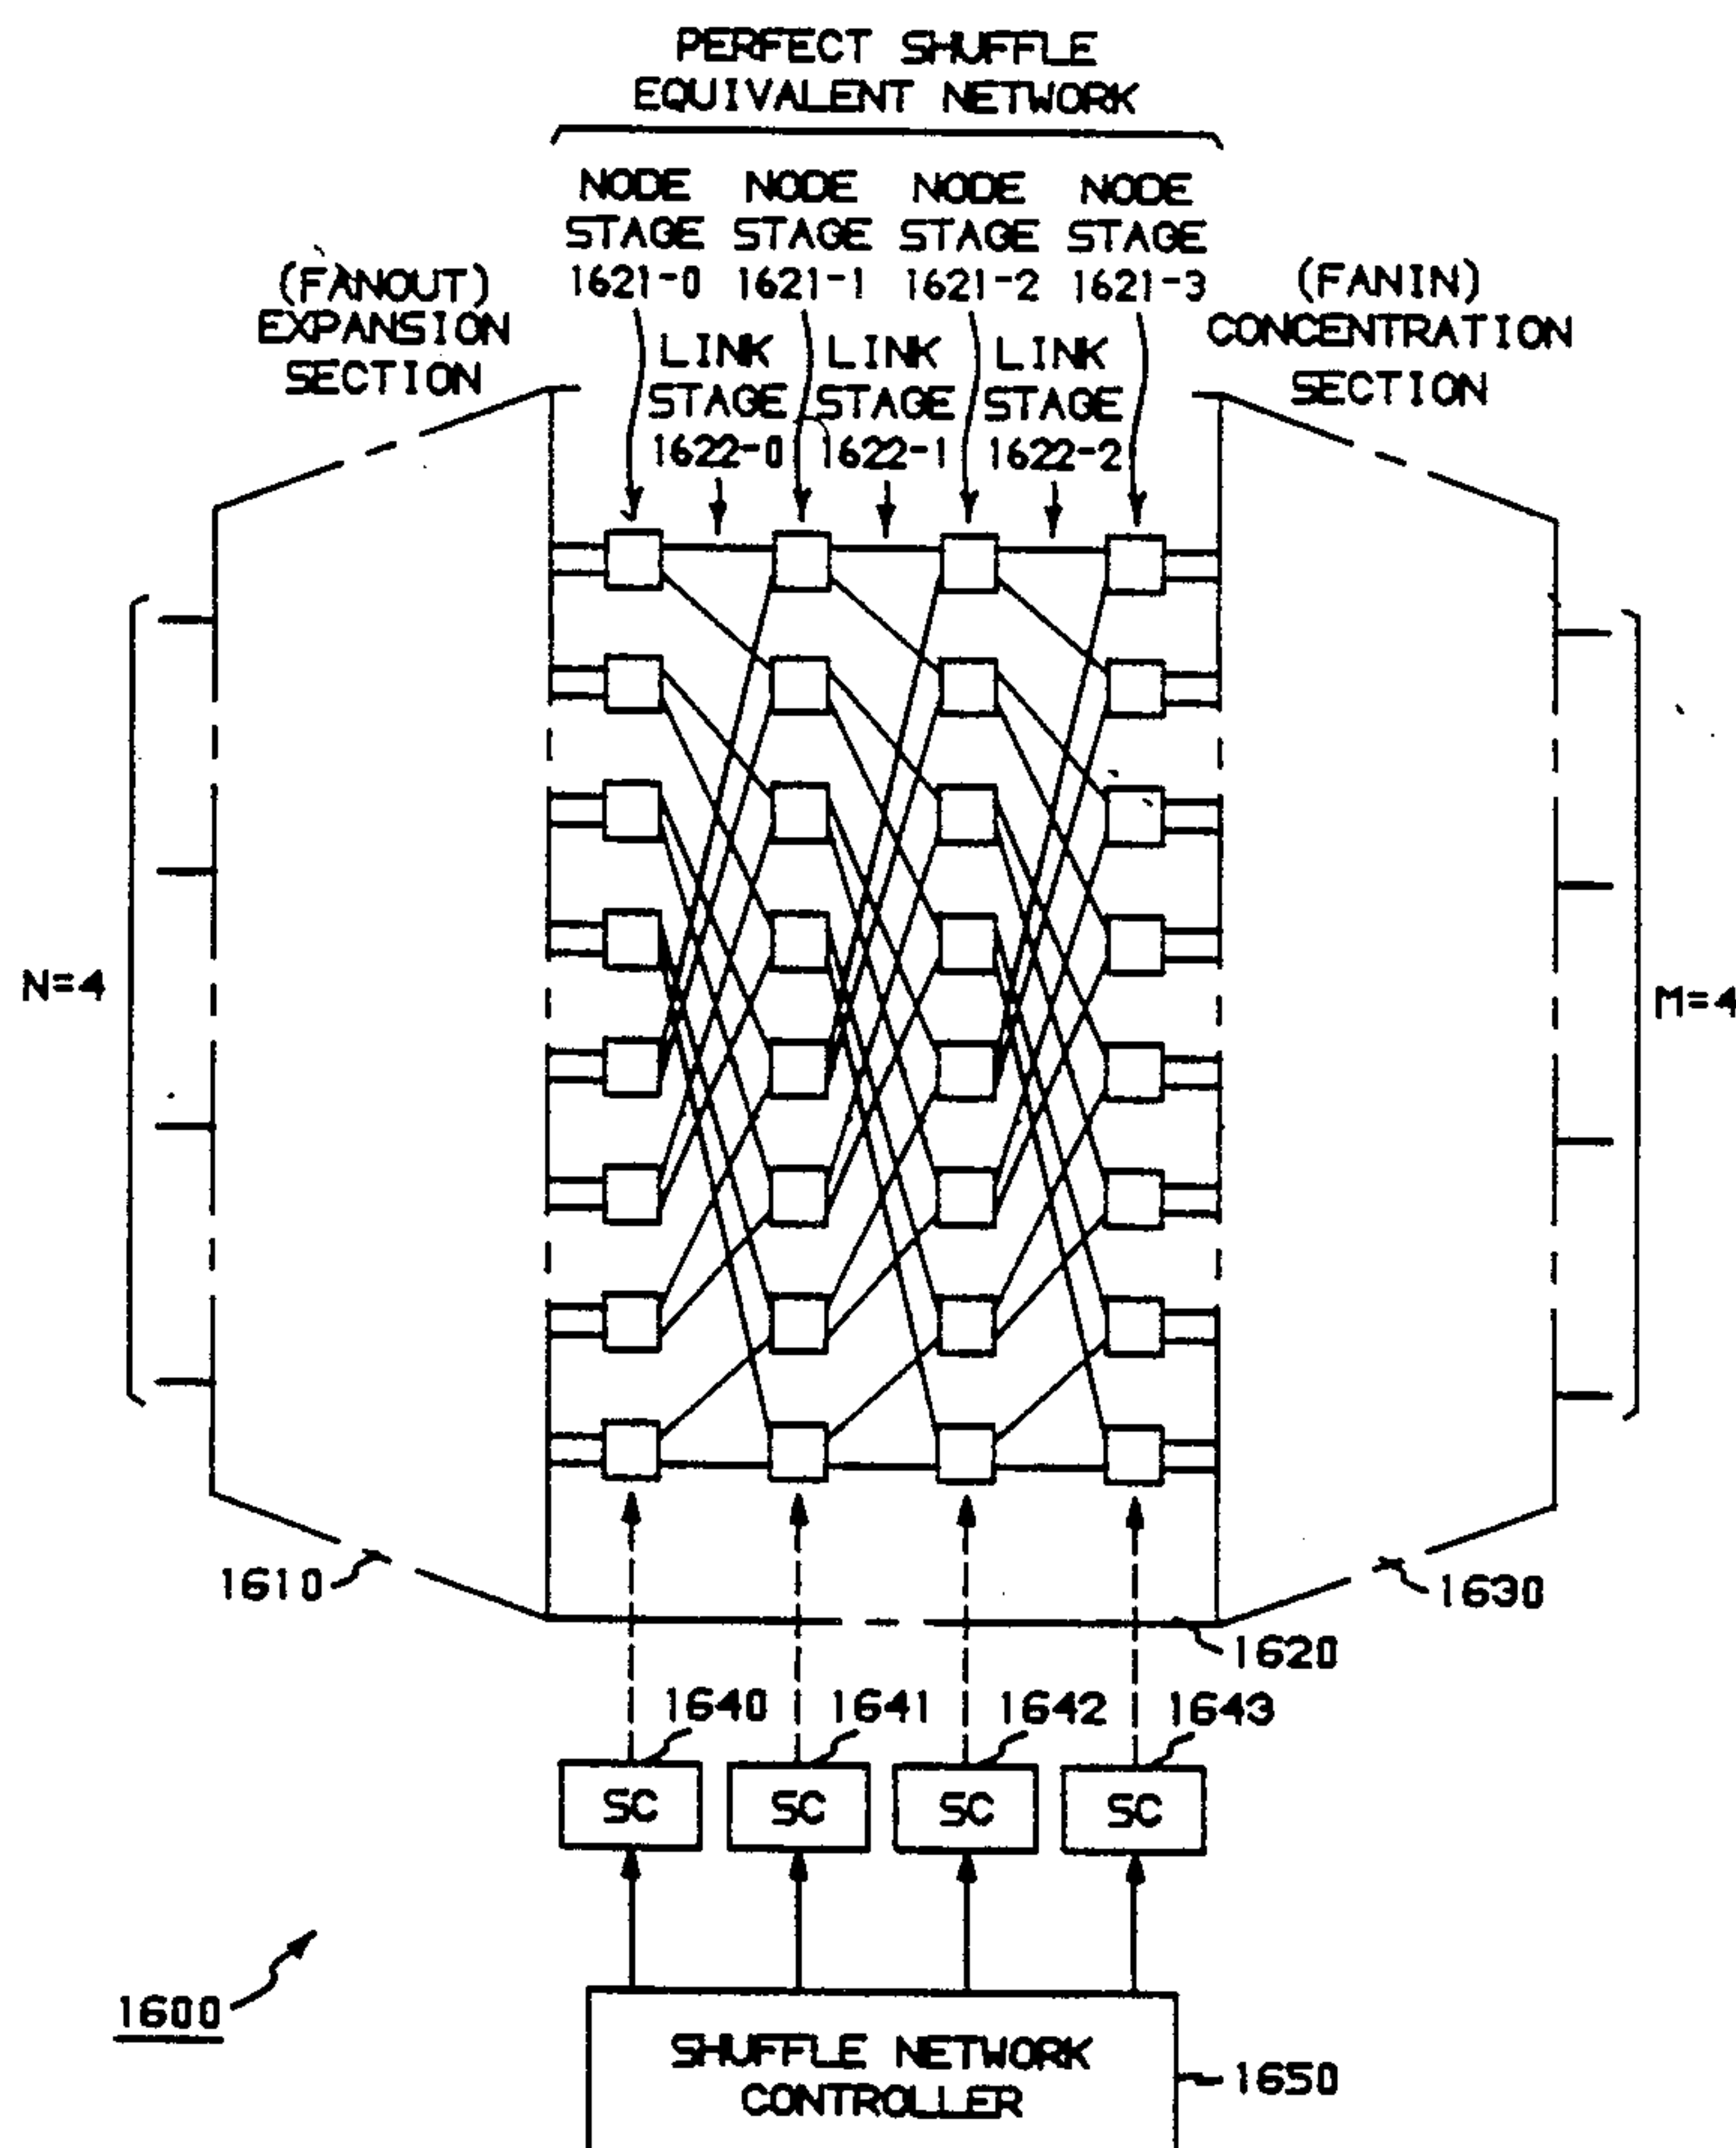 PERFECT SHUFFLE
EQUIVALENT NETWORK
NODE NODE NODE NODE
STAGE STAGE STAGE STAGE
1621-0 1621-1 1621-2 1621-3
(FANOUT)
EXPANSION
SECTION
(FANIN)
CONCENTRATION
SECTION
LINK LINK LINK
STAGE STAGE STAGE
1622-0 1622-1 1622-2
N=4
M=4
1610
1630
1620
1640 1641 1642 1643
SC SC SC SC
1600
SHUFFLE NETWORK
CONTROLLER
1650